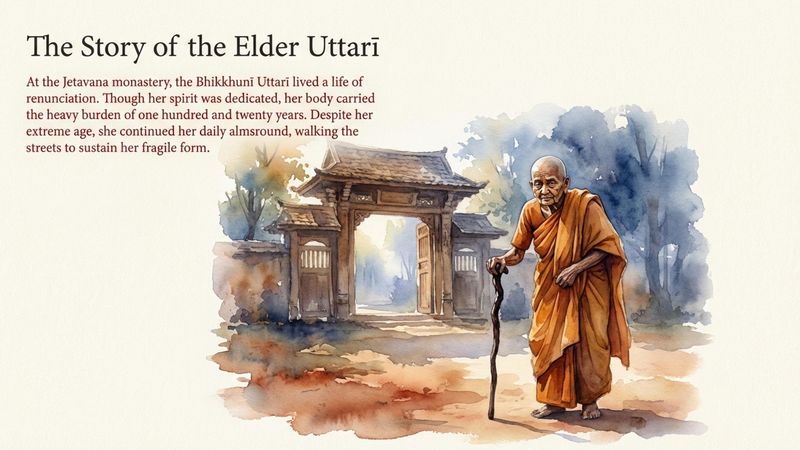 The Story of the Elder Uttarī
At the Jetavana monastery, the Bhikkhunī Uttarī lived a life of
renunciation. Though her spirit was dedicated, her body carried
the heavy burden of one hundred and twenty years. Despite her
extreme age, she continued her daily almsround, walking the
streets to sustain her fragile form.